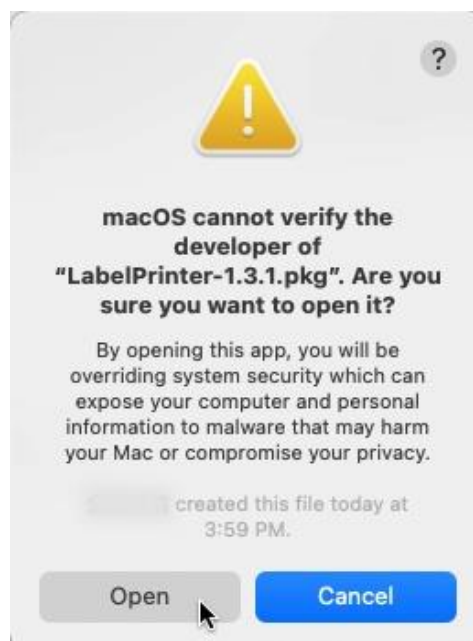 ?
macOS cannot verify the
developer of
“LabelPrinter-1.3.1.pkg”. Are you
sure you want to open it?
By opening this app, you will be
overriding system security which can
expose your computer and personal
information to malware that may harm
your Mac or compromise your privacy.
created this file today at
3:59 PM.
Open
Cancel